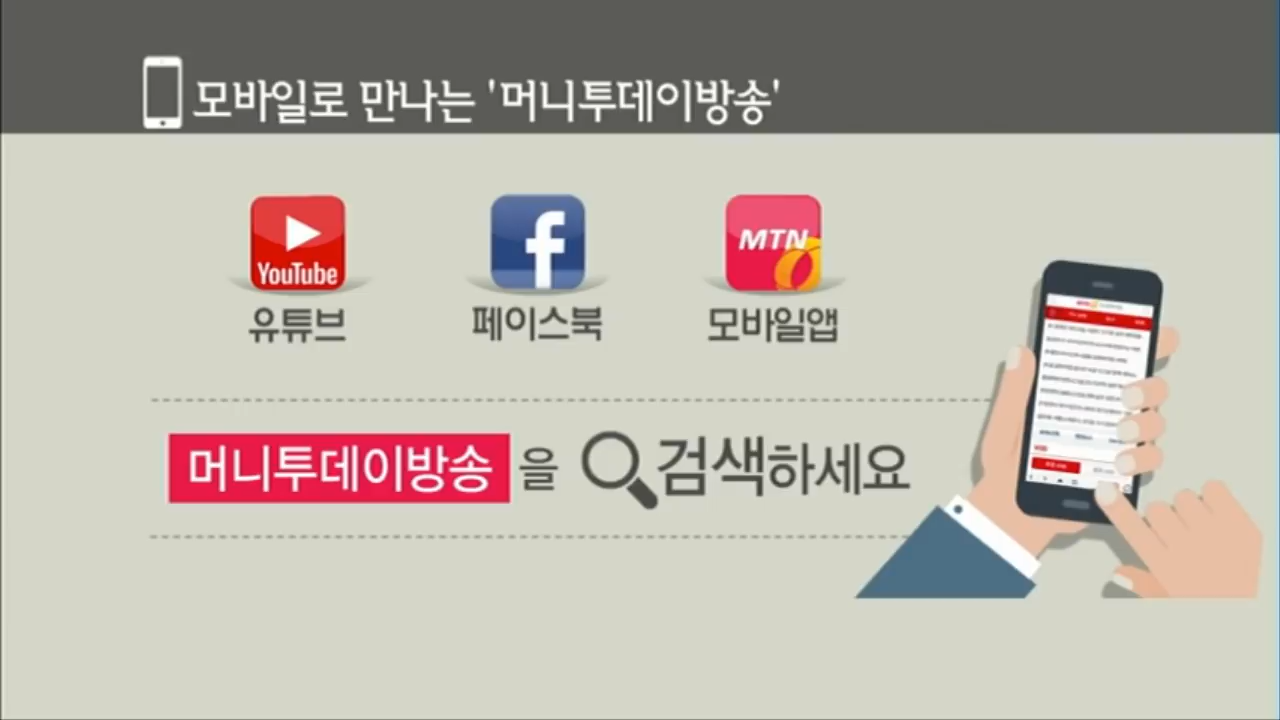 모바일로 만나는 '머니투데이방송'
YouTube
MTN
유튜브 페이스북 모바일앱
머니투데이방송을 검색하세요